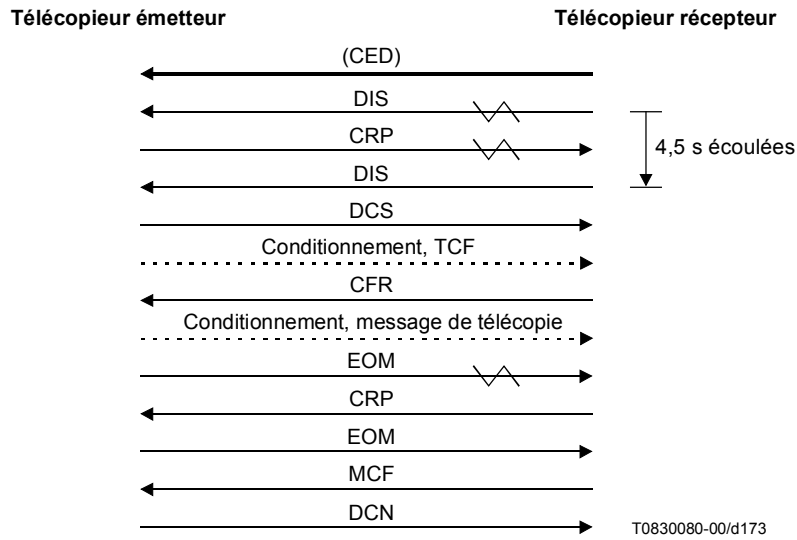 Télécopieur émetteur
Télécopieur récepteur
(CED)
DIS
CRP
4,5 s écoulées
DIS
DCS
Conditionnement, TCF
CFR
Conditionnement, message de télécopie
EOM
CRP
EOM
MCF
DCN
T0830080-00/d173